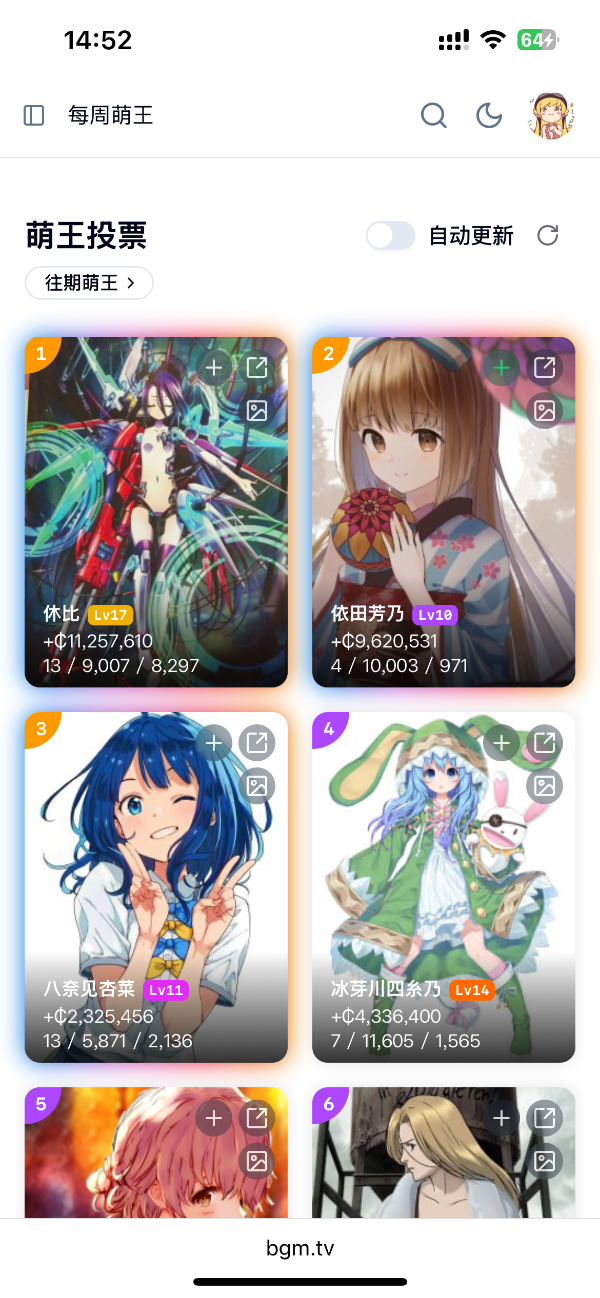 14:52
64
每周萌王
萌王投票
自动更新
往期萌王
1
休比 Lv17
+₵11,257,610
13 / 9,007 / 8,297
2
依田芳乃 Lv10
+₵9,620,531
4 / 10,003 / 971
3
八奈见杏菜 Lv11
+₵2,325,456
13 / 5,871 / 2,136
4
冰芽川四糸乃 Lv14
+₵4,336,400
7 / 11,605 / 1,565
5
6
bgm.tv